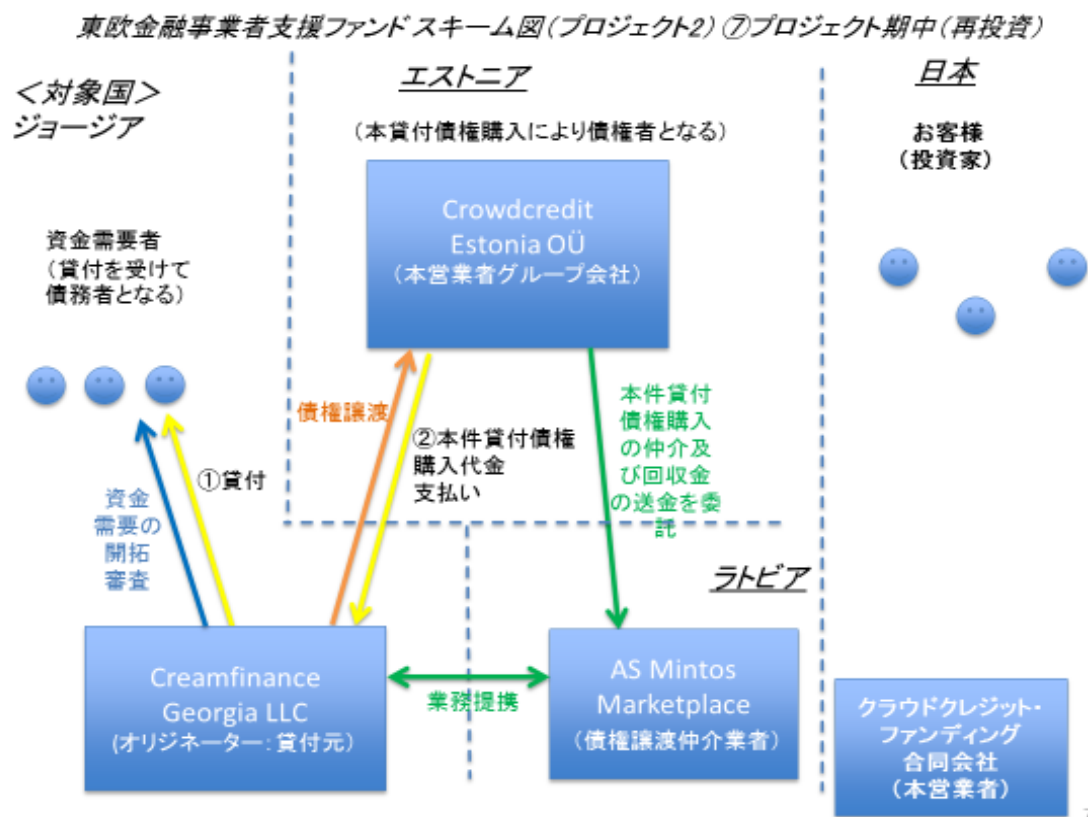 東欧金融事業者支援ファンド スキーム図(プロジェクト2) ⑦プロジェクト期中(再投資)
<対象国>
ジョージア
エストニア
日本
(本貸付債権購入により債権者となる)
お客様
(投資家)
Crowdcredit
Estonia OÜ
(本営業者グループ会社)
資金需要者
(貸付を受けて
債務者となる)
債権譲渡
②本件貸付債権
購入代金
支払い
本件貸付
債権購入
の仲介及
び回収金
の送金を委
託
①貸付
資金
需要の
開拓
審査
ラトビア
Creamfinance
Georgia LLC
(オリジネーター:貸付元)
業務提携
AS Mintos
Marketplace
(債権譲渡仲介業者)
クラウドクレジット・
ファンディング
合同会社
(本営業者)